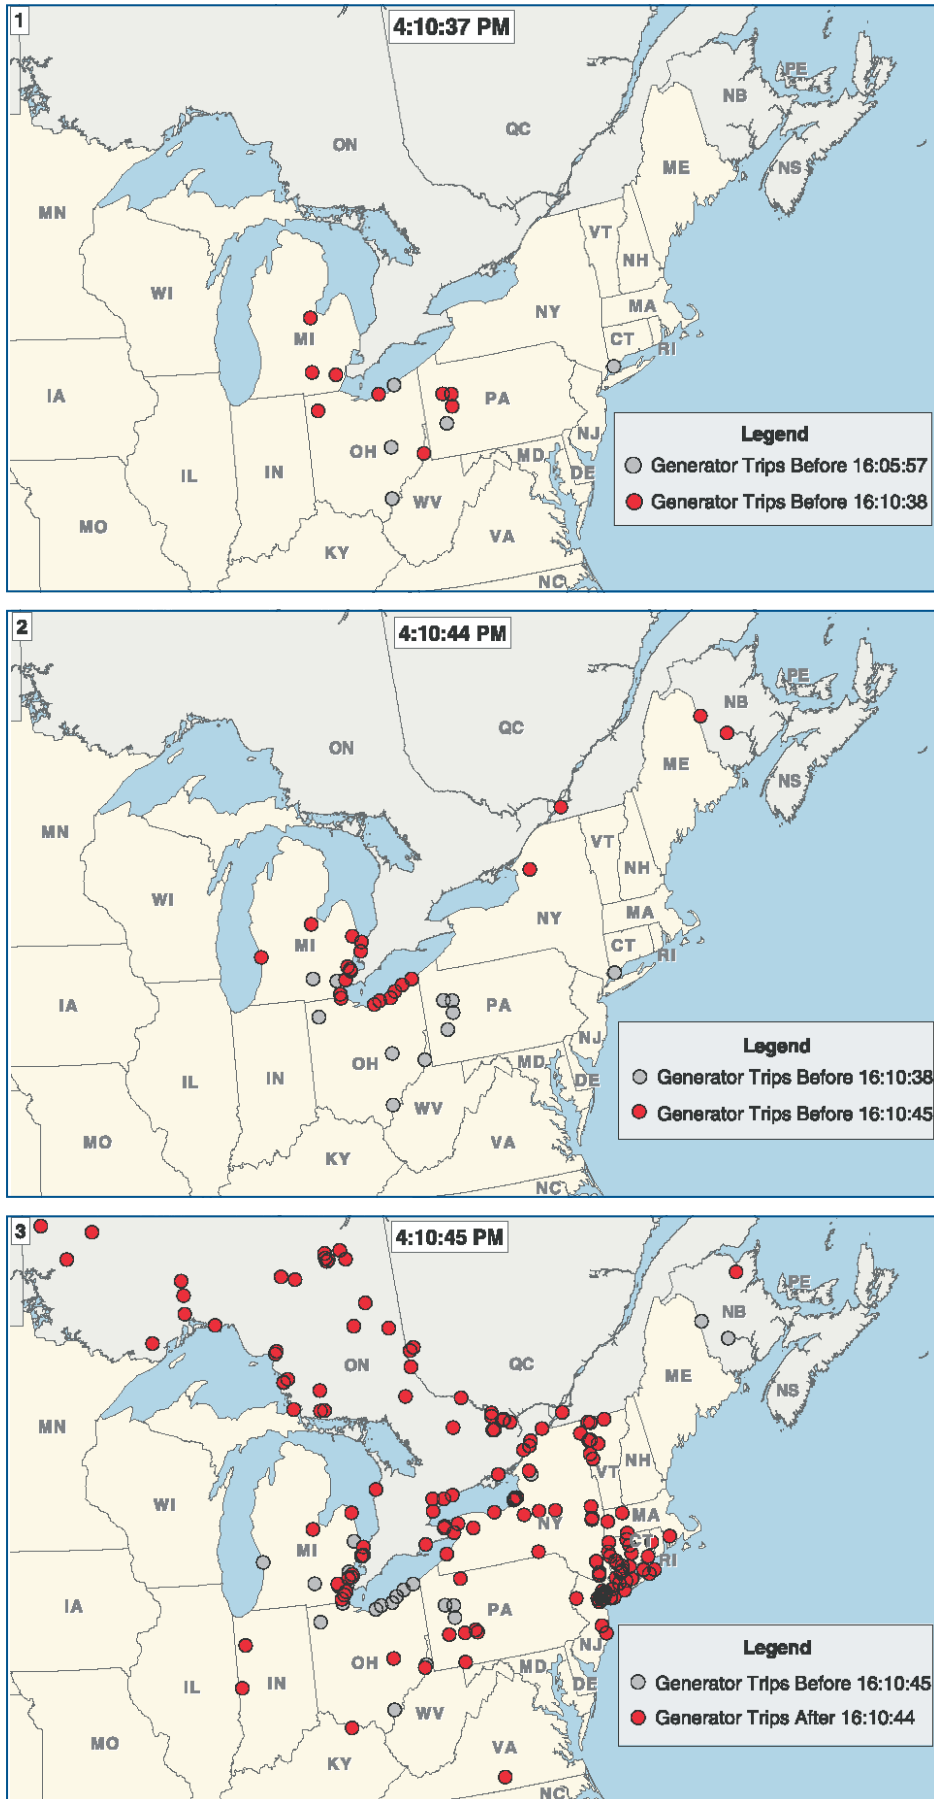 1
4:10:37 PM
PE
NB
QC
ON
NS
ME
MN
VT
NH
WI
MA
NY
MI
CT
RI
IA
PA
NJ
OH
MD
IL
IN
DE
WV
MO
VA
KY
NC
Legend
Generator Trips Before 16:05:57
Generator Trips Before 16:10:38
2
4:10:44 PM
PE
NB
QC
ON
ME
NS
MN
VT
NH
WI
MA
NY
MI
CT
RI
IA
PA
NJ
OH
MD
IL
IN
DE
WV
MO
VA
KY
NC
Legend
Generator Trips Before 16:10:38
Generator Trips Before 16:10:45
3
4:10:45 PM
PE
NB
QC
ON
ME
NS
MN
NH
VT
WI
MA
NY
CT
MI
RI
IA
PA
NJ
OH
MD
IL
IN
DE
WV
MO
VA
KY
NC
Legend
Generator Trips Before 16:10:45
Generator Trips After 16:10:44